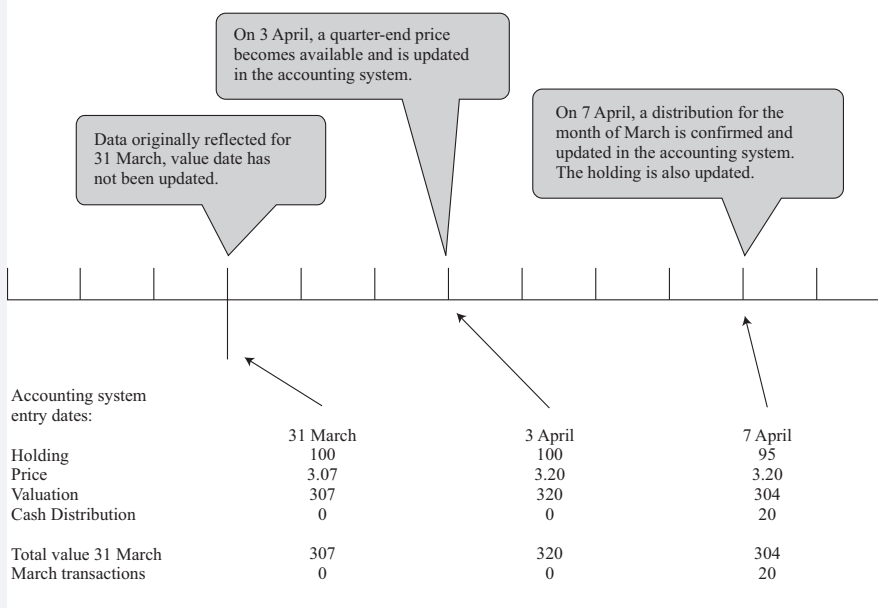 On 3 April, a quarter-end price
becomes available and is updated
in the accounting system.
On 7 April, a distribution for the
month of March is confirmed and
updated in the accounting system.
The holding is also updated.
Data originally reflected for
31 March, value date has
not been updated.
Accounting system
entry dates:
31 March 3 April 7 April
Holding 100 100 95
Price 3.07 3.20 3.20
Valuation 307 320 304
Cash Distribution 0 0 20
Total value 31 March 307 320 304
March transactions 0 0 20